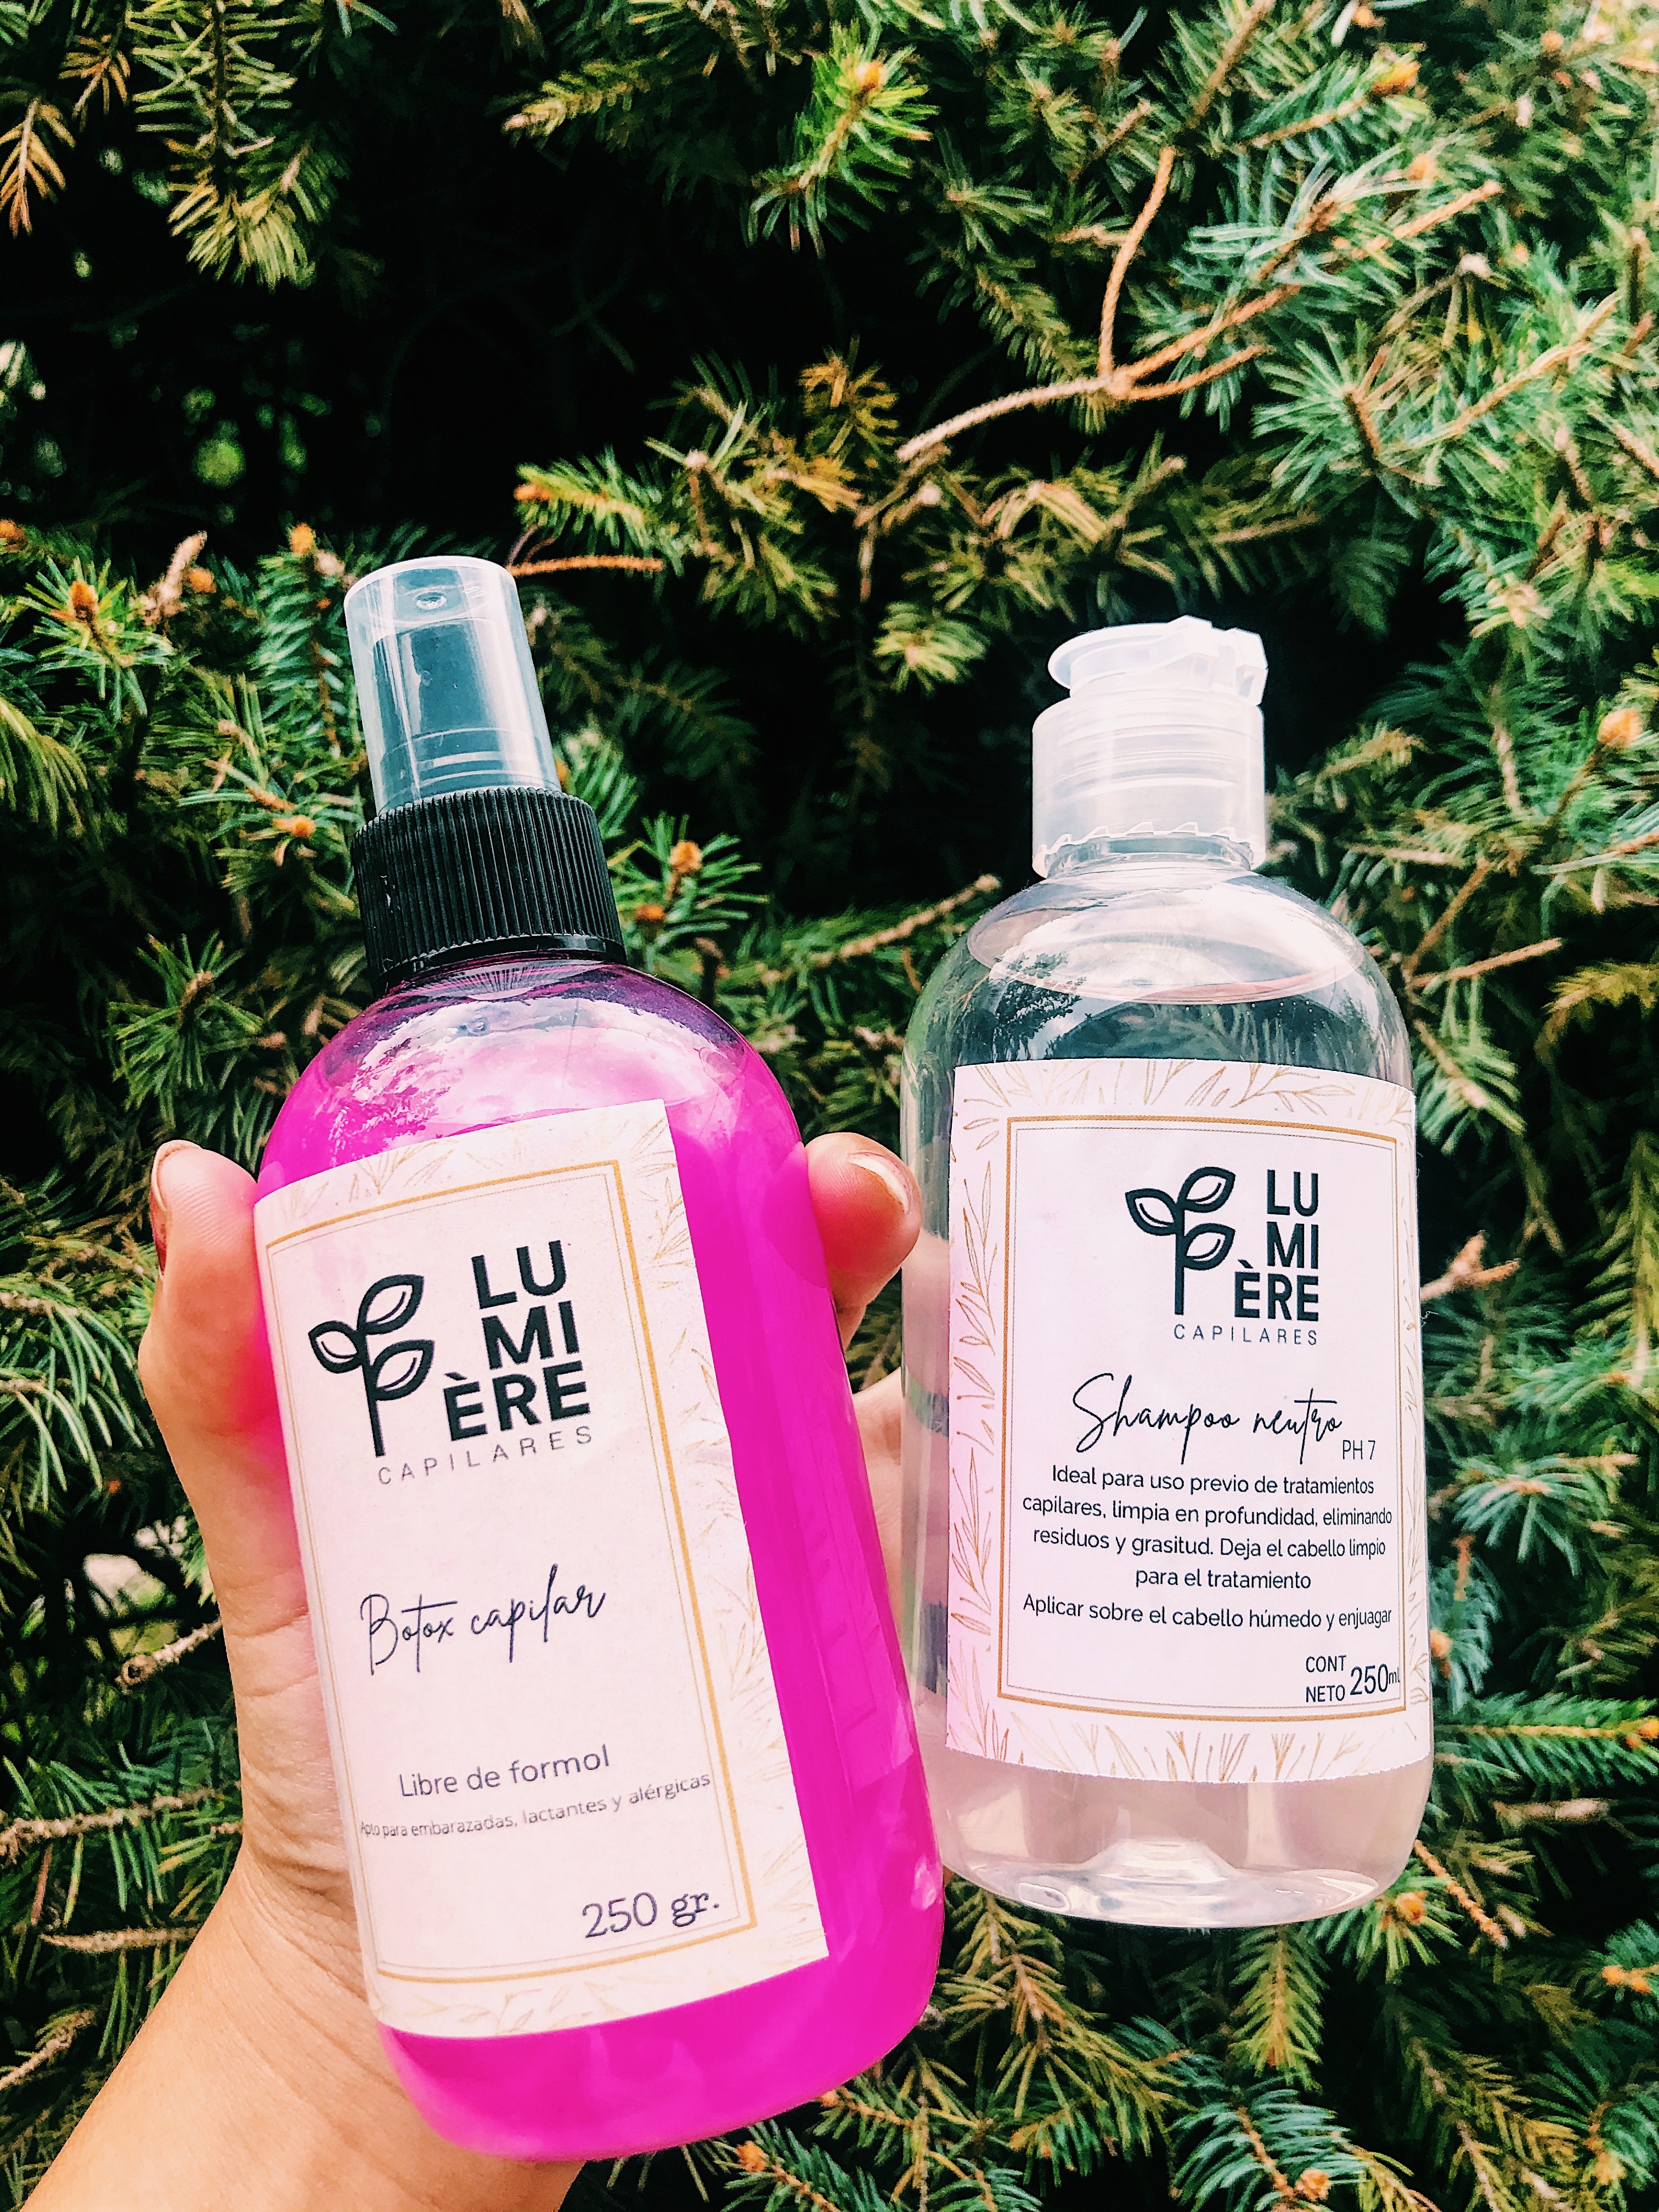 LU
MI
ÈRE
CAPILARES
Botox capilar
Libre de formol
Apto para embarazadas, lactantes y alérgicas
250 gr.
LU
MI
ÈRE
CAPILARES
Shampoo neutro
PH 7
Ideal para uso previo de tratamientos
capilares, limpia en profundidad, eliminando
residuos y grasitud. Deja el cabello limpio
para el tratamiento
Aplicar sobre el cabello húmedo y enjuagar
CONT
NETO 250ml